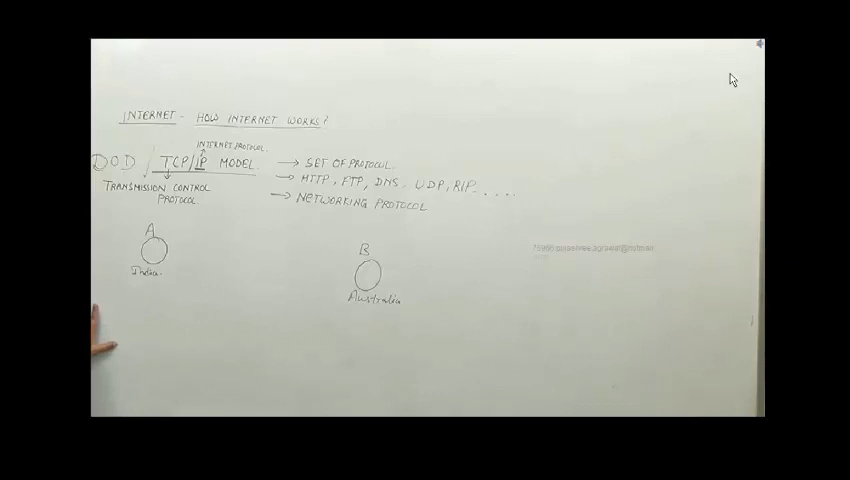 INTERNET - HOW INTERNET WORKS?
INTERNET PROTOCOL.
DOD / TCP/IP MODEL. → SET OF PROTOCOL.
→ HTTP, FTP, DNS, UDP, RIP, . . . .
TRANSMISSION CONTROL
PROTOCOL.
→ NETWORKING PROTOCOL
A
India.
B
Australia